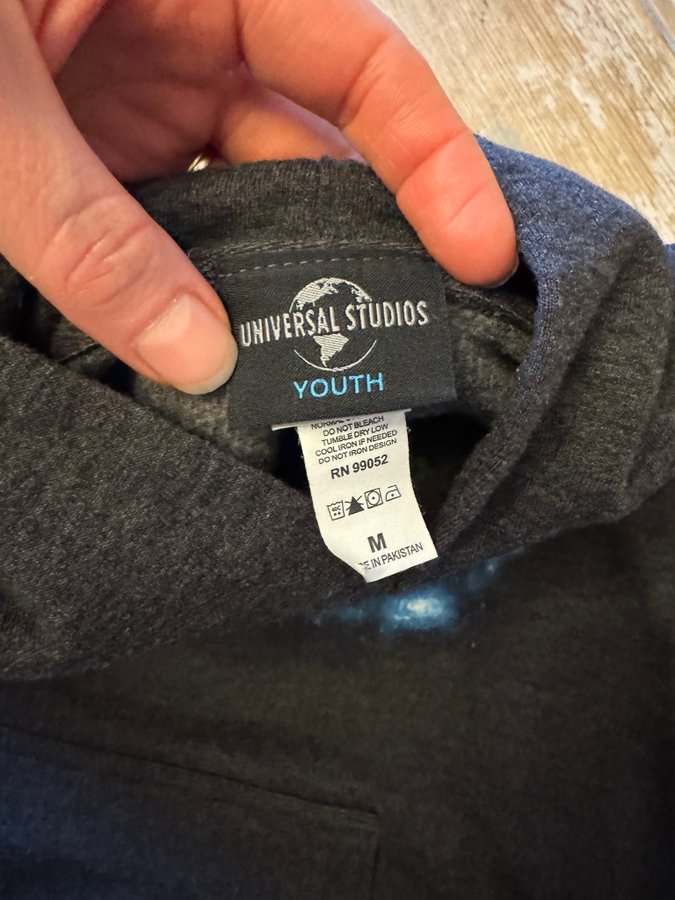 UNIVERSAL STUDIOS
YOUTH
DO NOT BLEACH
TUMBLE DRY LOW
COOL IRON IF NEEDED
DO NOT IRON DESIGN
RN 99052
40C
M
IN PAKISTAN